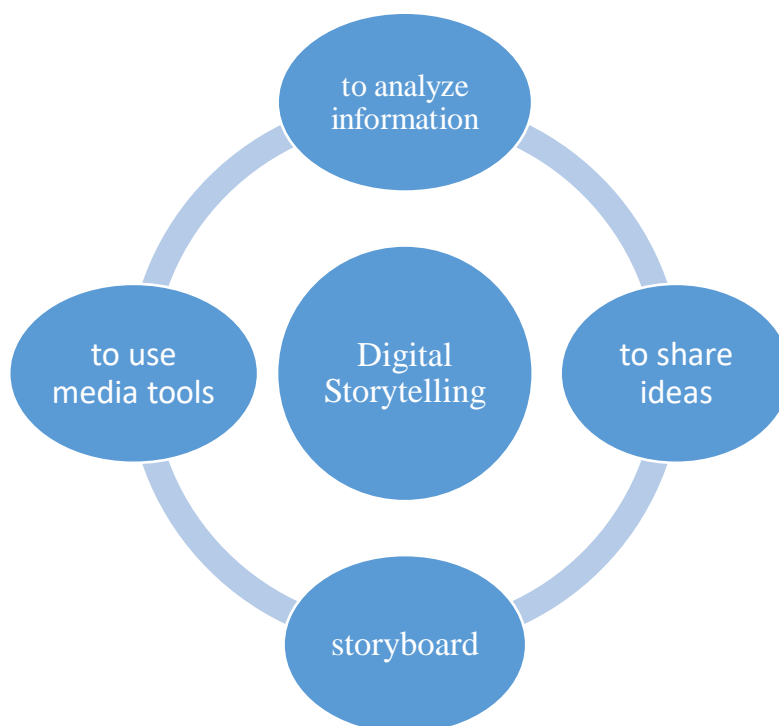 to analyze
information
to use
media tools
Digital
Storytelling
to share
ideas
storyboard